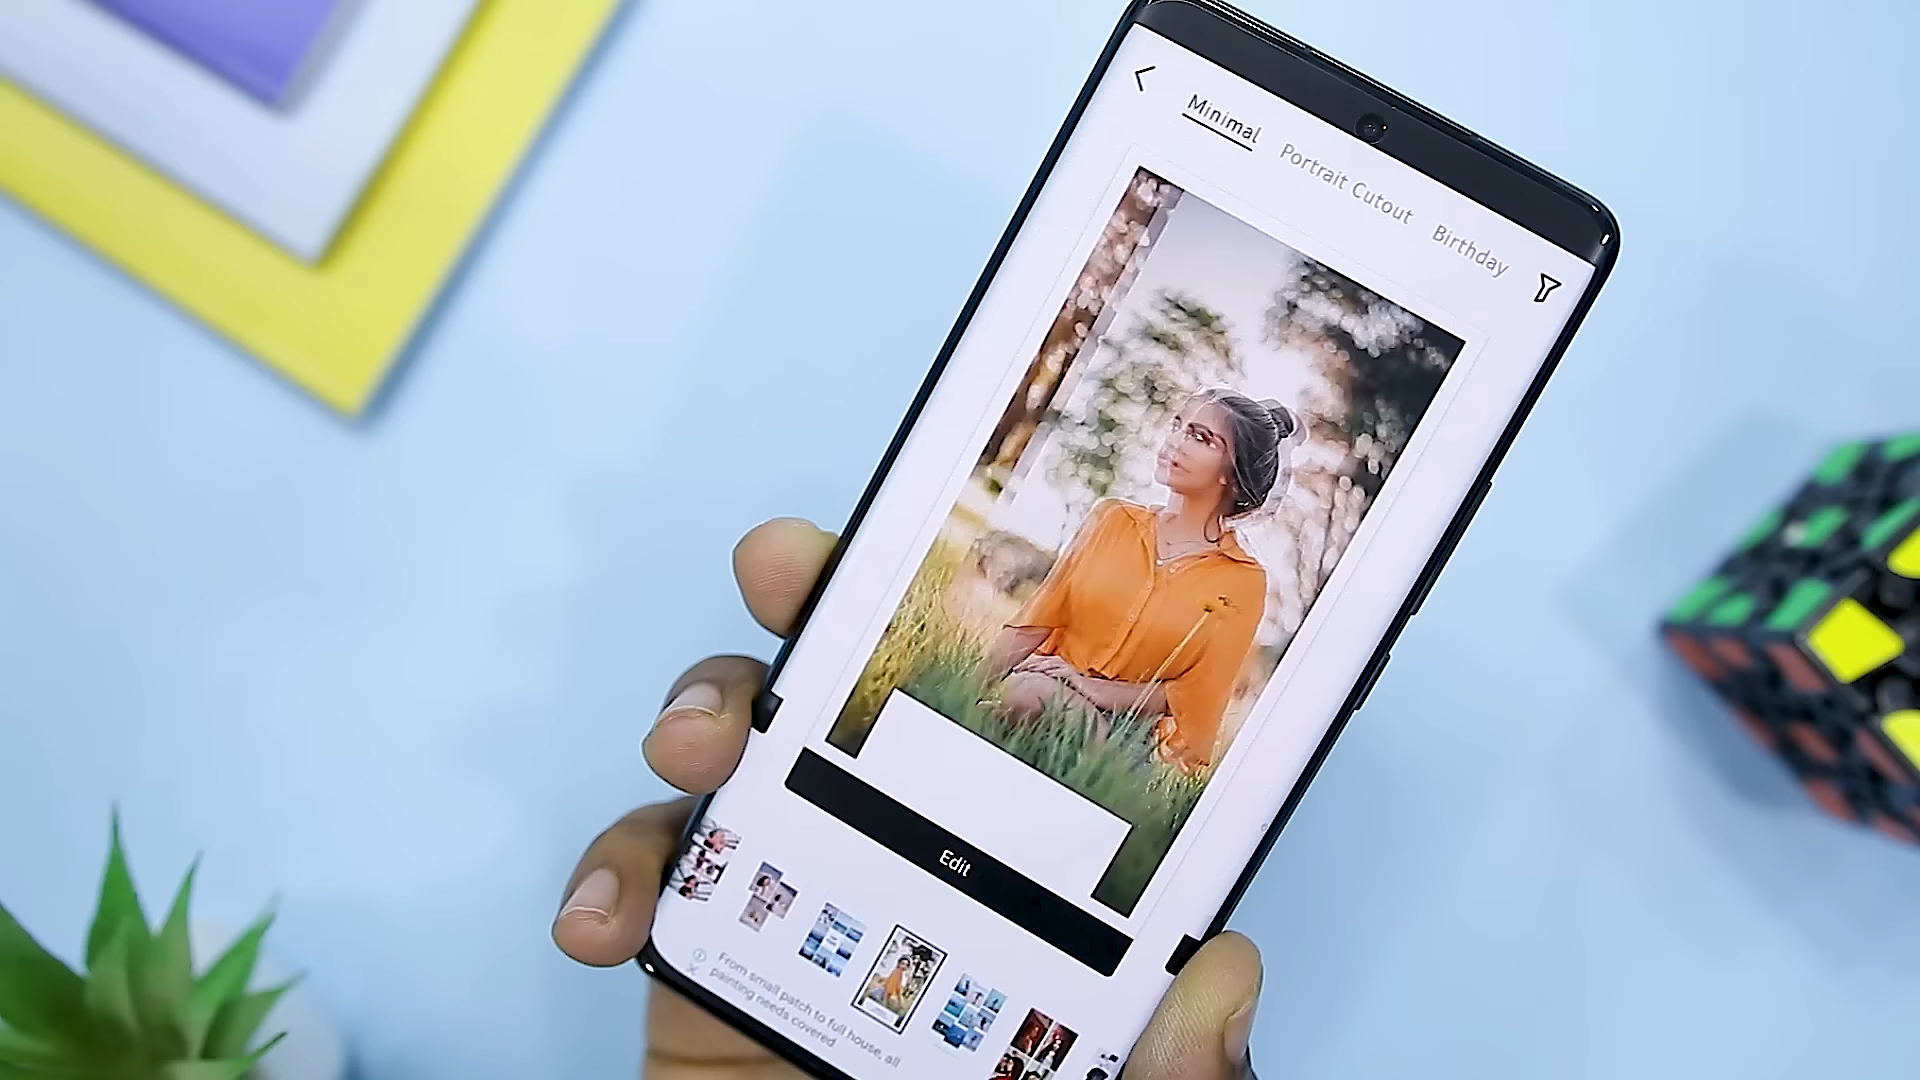 Minimal Portrait Cutout Birthday
Edit
From small patch to full house, all
painting needs covered